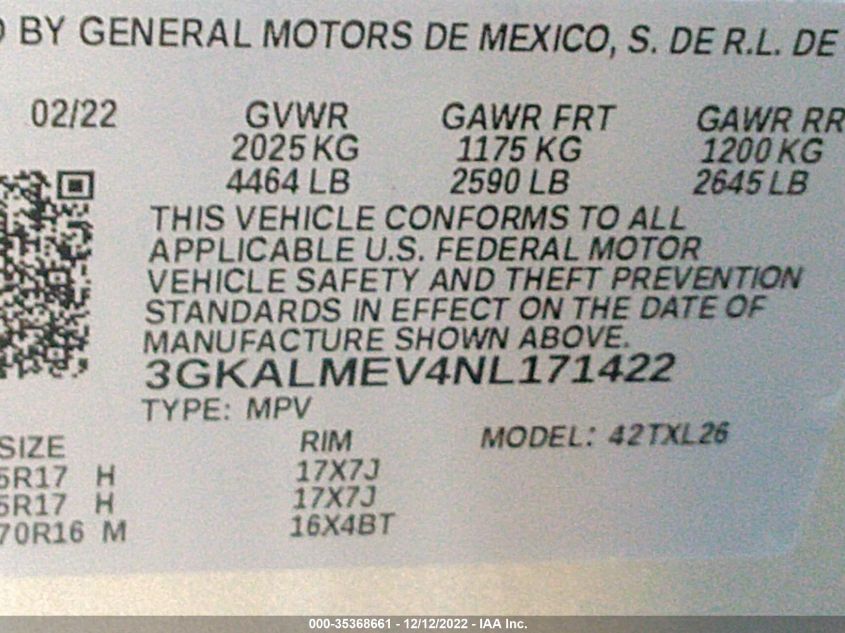 D BY GENERAL MOTORS DE MEXICO, S. DE R.L. DE
02/22 GVWR GAWR FRT GAWR RR
2025 KG 1175 KG 1200 KG
4464 LB 2590 LB 2645 LB
THIS VEHICLE CONFORMS TO ALL
APPLICABLE U.S. FEDERAL MOTOR
VEHICLE SAFETY AND THEFT PREVENTION
STANDARDS IN EFFECT ON THE DATE OF
MANUFACTURE SHOWN ABOVE.
3GKALMEV4NL171422
TYPE: MPV
SIZE RIM MODEL: 42TXL26
5R17 H 17X7J
5R17 H 17X7J
70R16 M 16X4BT
000-35368661 - 12/12/2022 - IAA Inc.